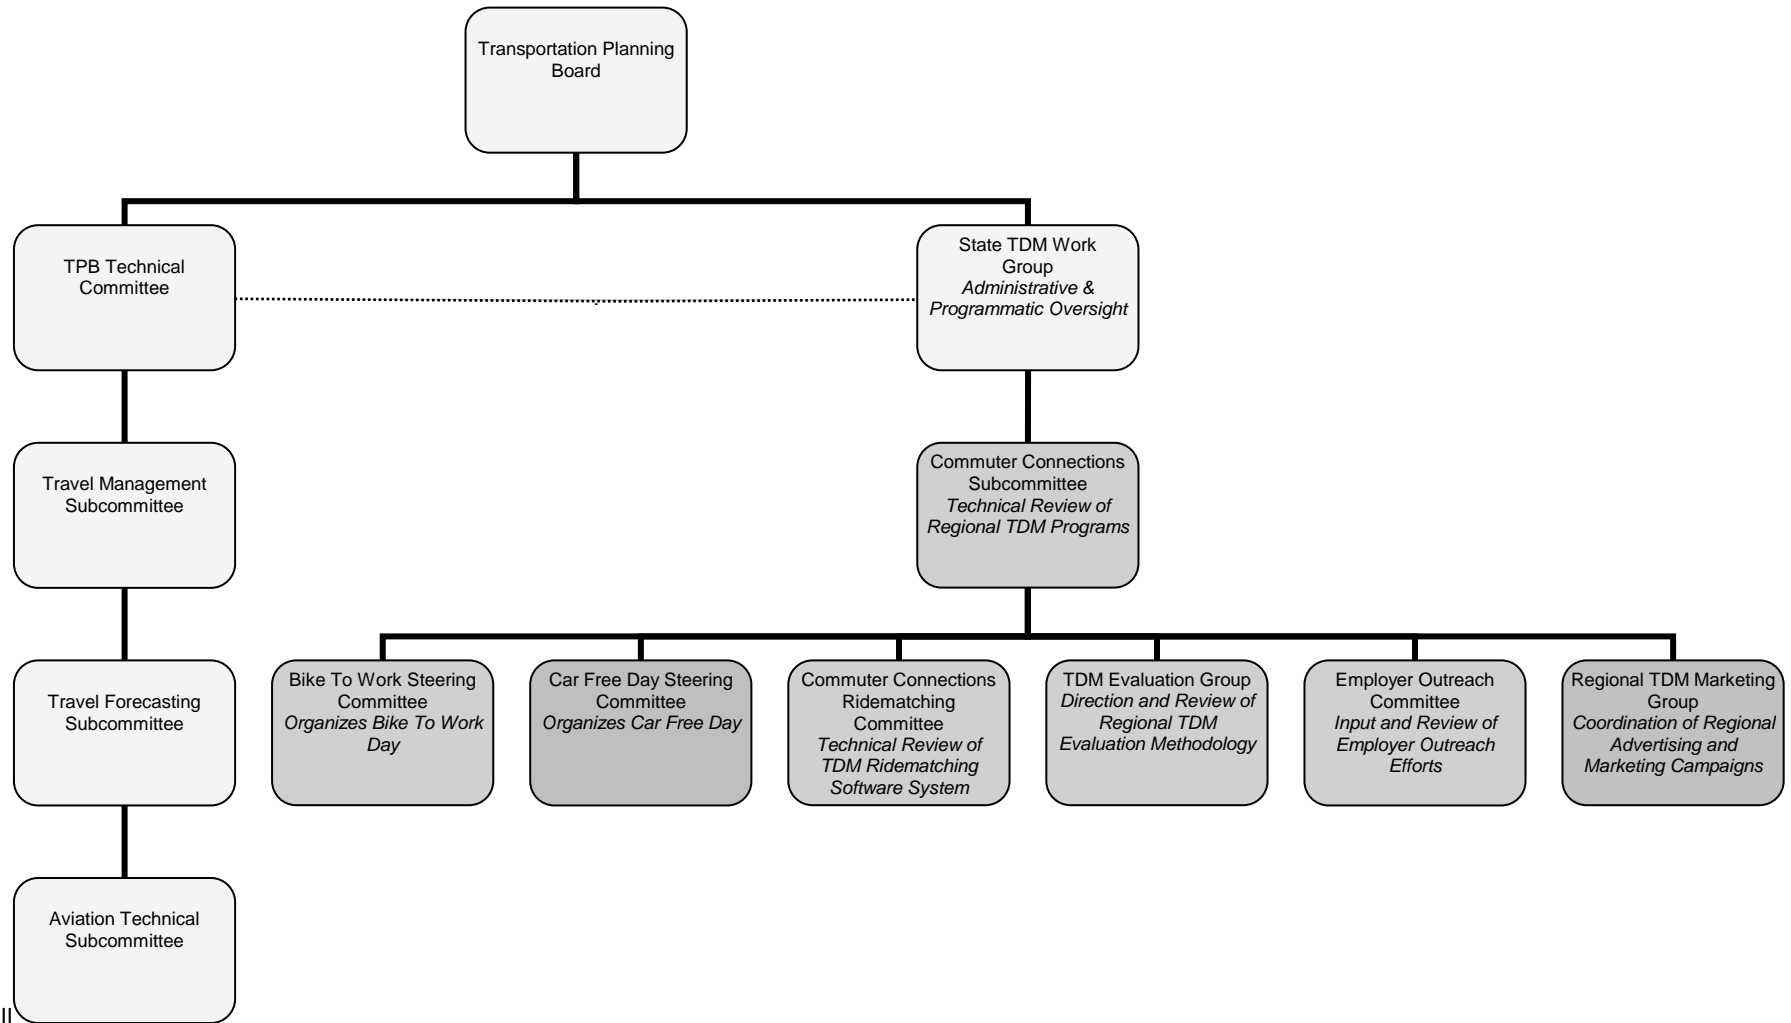 Transportation Planning
Board
TPB Technical
Committee
State TDM Work
Group
Administrative &
Programmatic Oversight
Travel Management
Subcommittee
Commuter Connections
Subcommittee
Technical Review of
Regional TDM Programs
Travel Forecasting
Subcommittee
Bike To Work Steering
Committee
Organizes Bike To Work
Day
Car Free Day Steering
Committee
Organizes Car Free Day
Commuter Connections
Ridematching
Committee
Technical Review of
TDM Ridematching
Software System
TDM Evaluation Group
Direction and Review of
Regional TDM
Evaluation Methodology
Employer Outreach
Committee
Input and Review of
Employer Outreach
Efforts
Regional TDM Marketing
Group
Coordination of Regional
Advertising and
Marketing Campaigns
Aviation Technical
Subcommittee
II